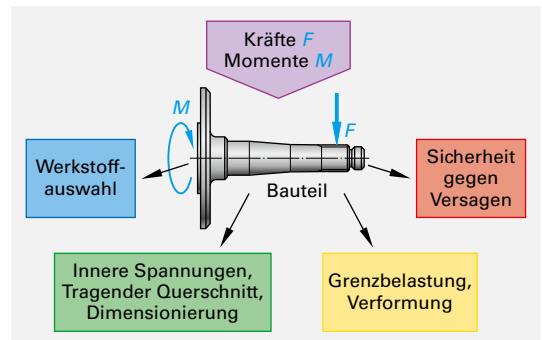 Kräfte F
Momente M
M
F
Werkstoff-
auswahl
Bauteil
Sicherheit
gegen
Versagen
Innere Spannungen,
Tragender Querschnitt,
Dimensionierung
Grenzbelastung,
Verformung